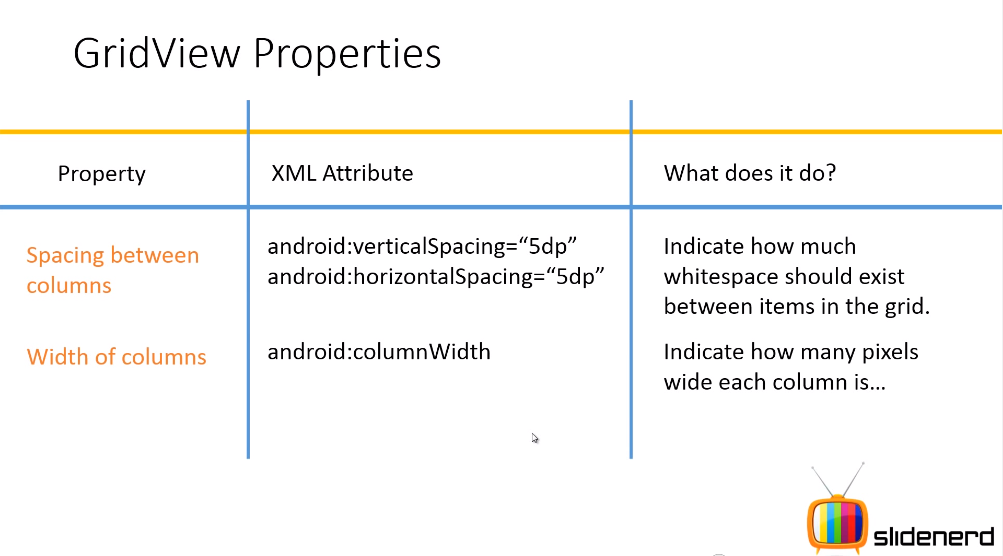 GridView Properties
Property
XML Attribute
What does it do?
Spacing between
columns
android:verticalSpacing=“5dp”
android:horizontalSpacing=“5dp”
Indicate how much
whitespace should exist
between items in the grid.
Width of columns
android:columnWidth
Indicate how many pixels
wide each column is…
slidenerd